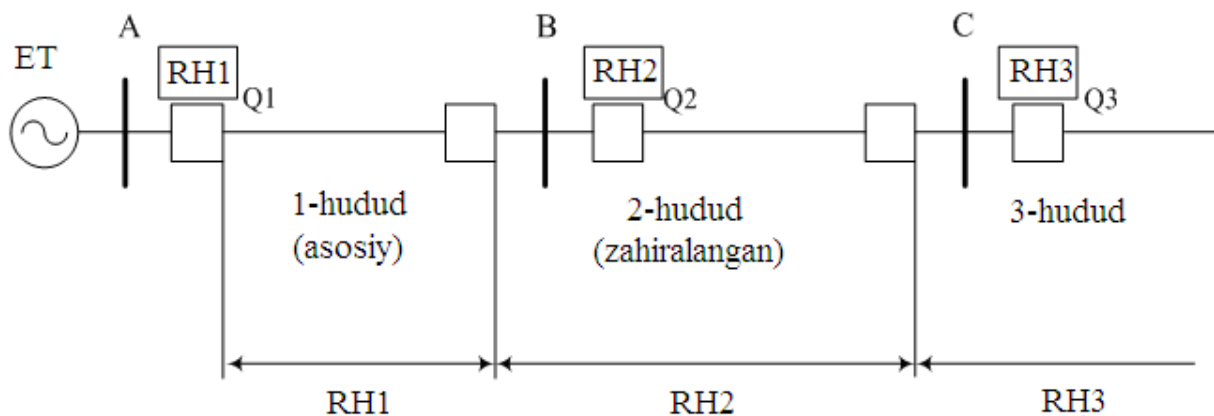 A
B
C
ET
RH1
RH2
RH3
Q1
Q2
Q3
1-hudud
(asosiy)
2-hudud
(zahiralangan)
3-hudud
RH1
RH2
RH3